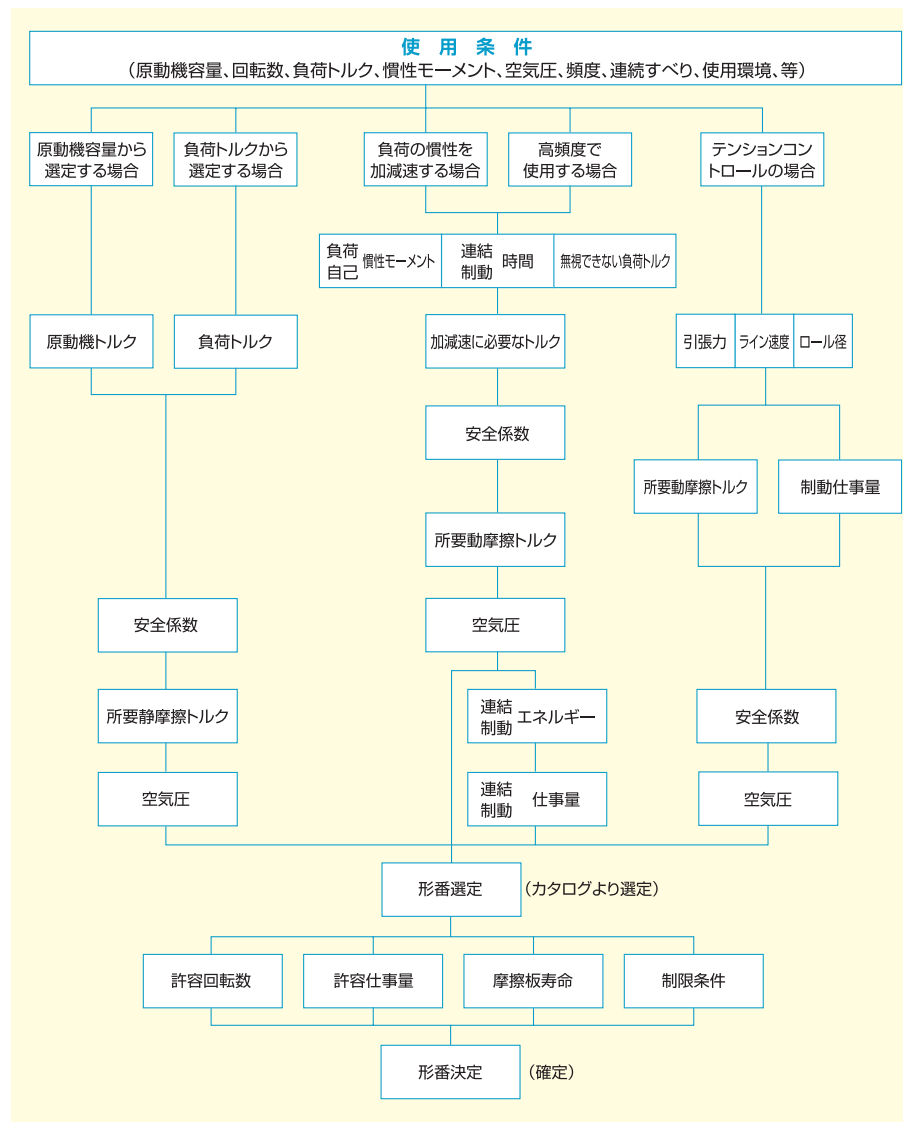 使用条件
（原動機容量、回転数、負荷トルク、慣性モーメント、空気圧、頻度、連続すべり、使用環境、等）
原動機容量から
選定する場合
負荷トルクから
選定する場合
負荷の慣性を
加減速する場合
高頻度で
使用する場合
テンションコン
トロールの場合
負荷
自己
慣性モーメント
連結
制動
時間
無視できない負荷トルク
原動機トルク
負荷トルク
加減速に必要なトルク
引張力
ライン速度
ロール径
安全係数
所要動摩擦トルク
制動仕事量
所要動摩擦トルク
安全係数
空気圧
所要静摩擦トルク
連結
制動
エネルギー
安全係数
空気圧
連結
制動
仕事量
空気圧
形番選定
（カタログより選定）
許容回転数
許容仕事量
摩擦板寿命
制限条件
形番決定
（確定）